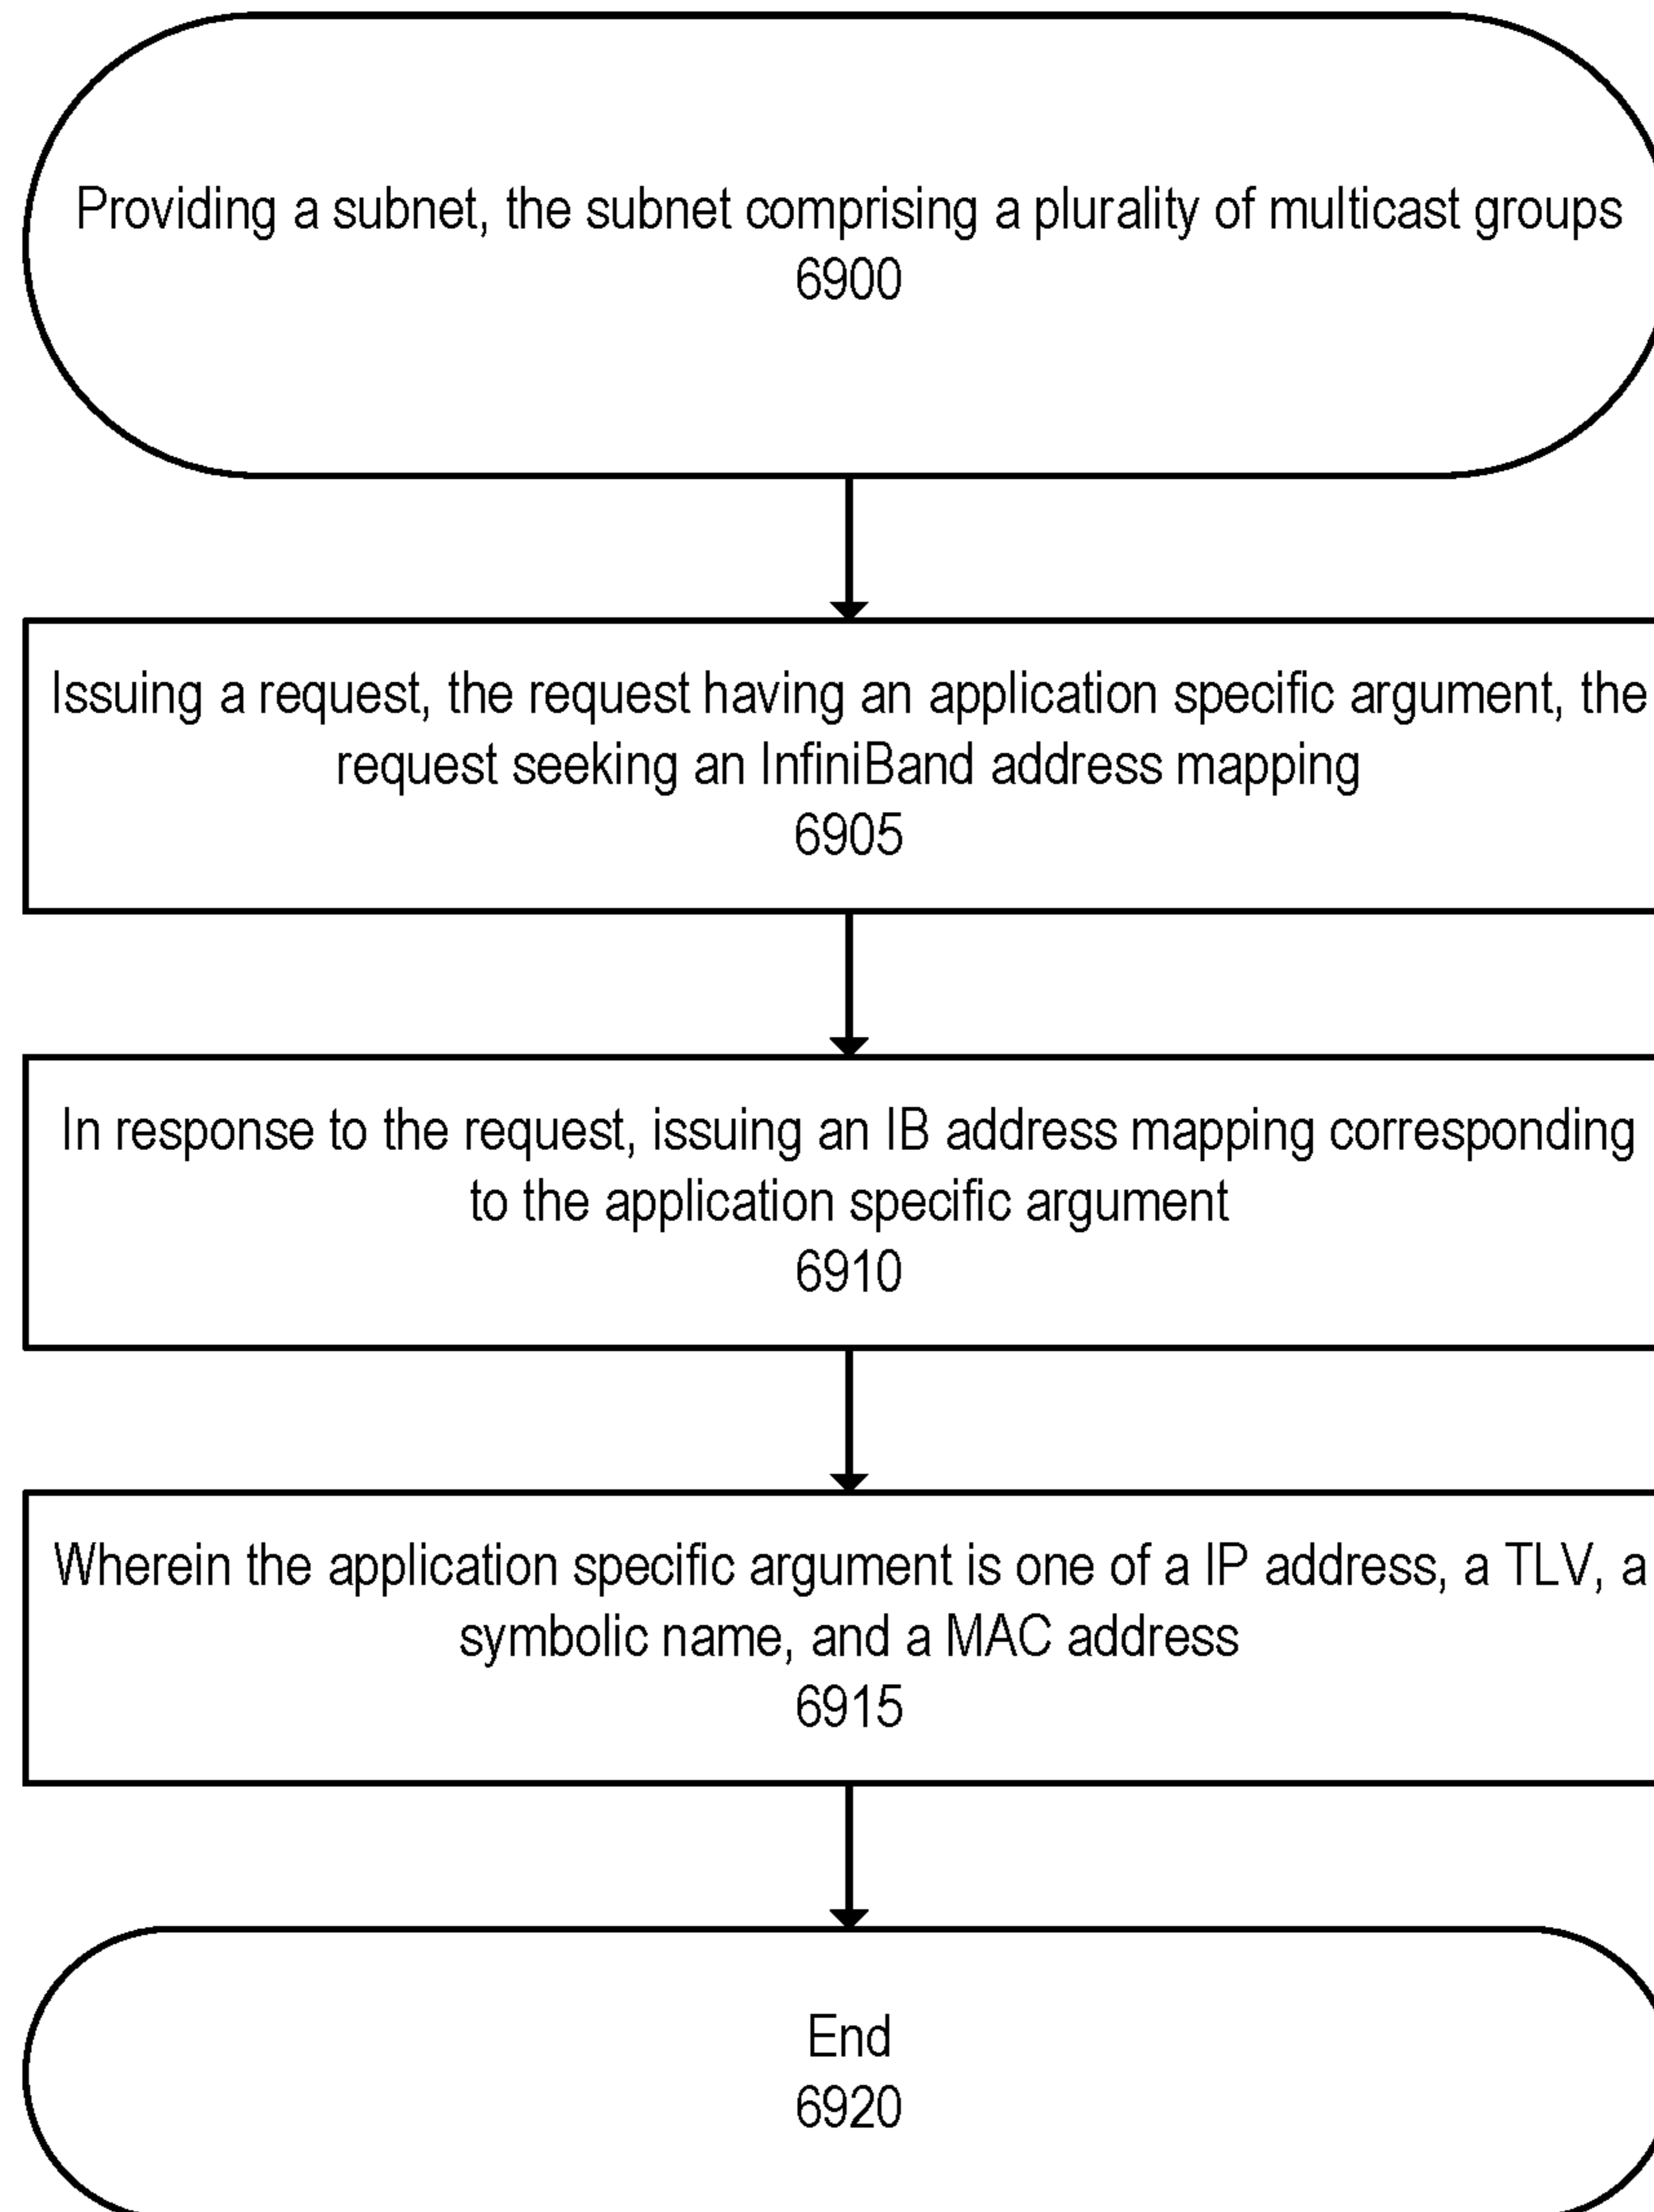 Providing a subnet, the subnet comprising a plurality of multicast groups
6900
Issuing a request, the request having an application specific argument, the
request seeking an InfiniBand address mapping
6905
In response to the request, issuing an IB address mapping corresponding
to the application specific argument
6910
Wherein the application specific argument is one of a IP address, a TLV, a
symbolic name, and a MAC address
6915
End
6920